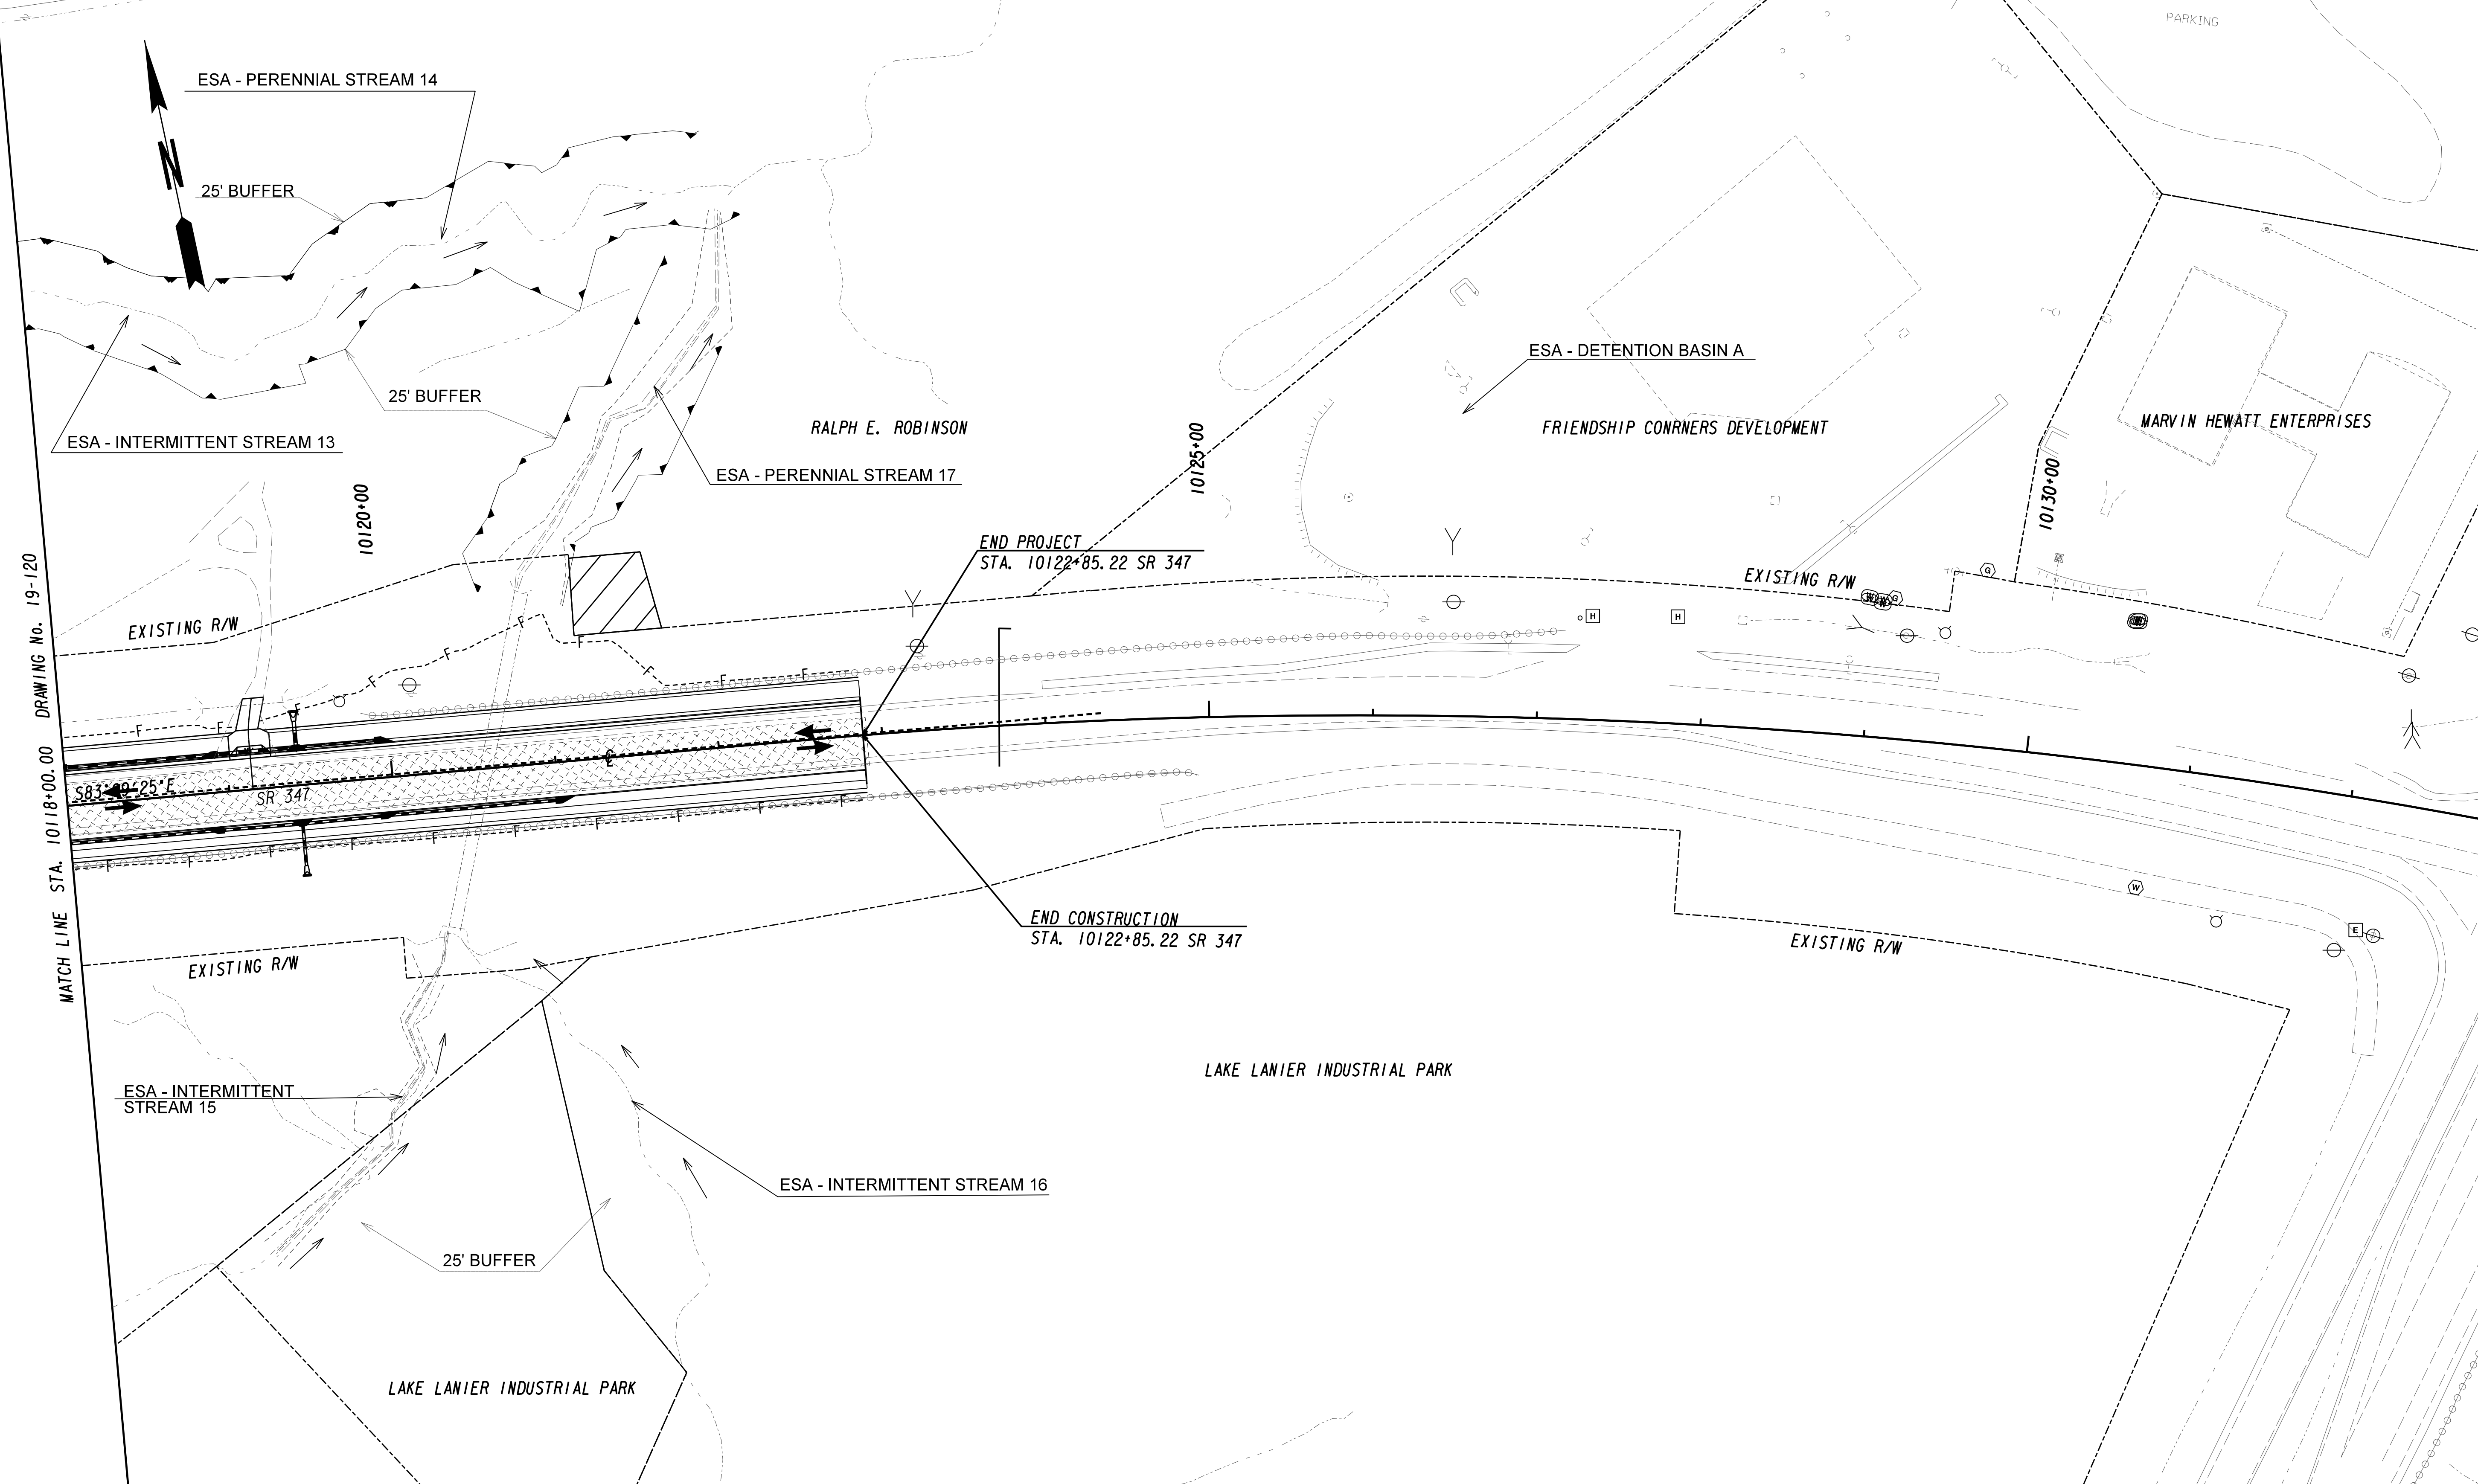 PARKING
ESA - PERENNIAL STREAM 14
N
25' BUFFER
25' BUFFER
ESA - INTERMITTENT STREAM 13
ESA - PERENNIAL STREAM 17
RALPH E. ROBINSON
ESA - DETENTION BASIN A
FRIENDSHIP CONRNERS DEVELOPMENT
MARVIN HEWATT ENTERPRISES
10120+00
10125+00
10130+00
END PROJECT
STA. 10122+85.22 SR 347
EXISTING R/W
EXISTING R/W
G
G
H
H
MATCH LINE STA. 10118+00.00 DRAWING No. 19-120
SR 347
END CONSTRUCTION
STA. 10122+85.22 SR 347
W
E
EXISTING R/W
EXISTING R/W
LAKE LANIER INDUSTRIAL PARK
ESA - INTERMITTENT
STREAM 15
ESA - INTERMITTENT STREAM 16
25' BUFFER
LAKE LANIER INDUSTRIAL PARK